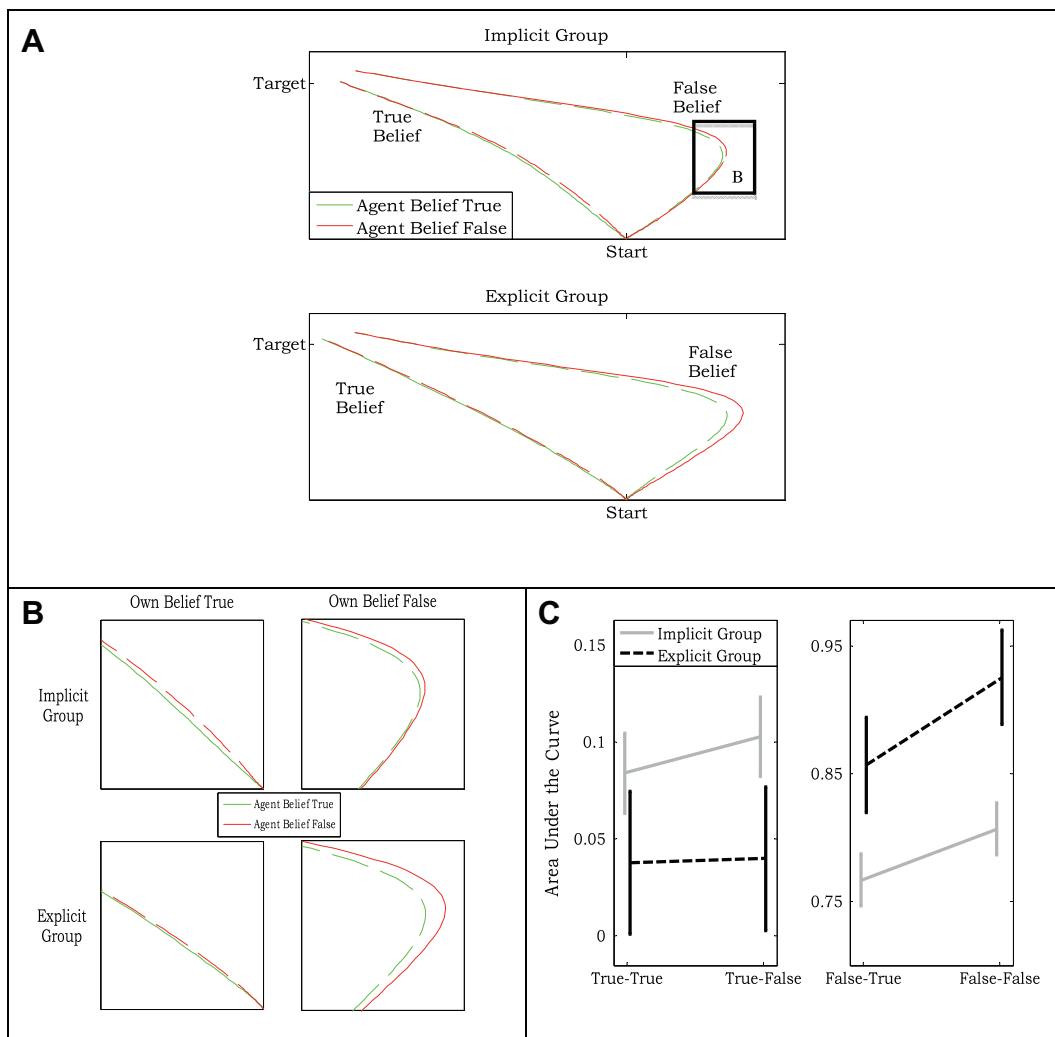 A
Implicit Group
Target
True
Belief
False
Belief
B
Agent Belief True
Agent Belief False
Start
Explicit Group
Target
True
Belief
False
Belief
Start
B
Own Belief True
Own Belief False
Implicit
Group
Agent Belief True
Agent Belief False
Explicit
Group
C
Area Under the Curve
Implicit Group
Explicit Group
0.15
0.1
0.05
0
True-True
True-False
0.95
0.85
0.75
False-True
False-False